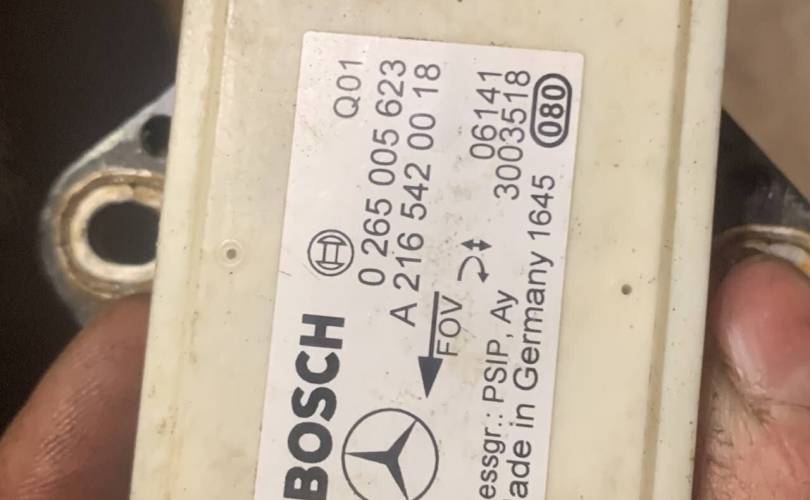 BOSCH
Q01
0 265 005 623
A 216 542 00 18
FOV
06141
essgr.: PSIP, Ay 3003518
ade in Germany 1645 080